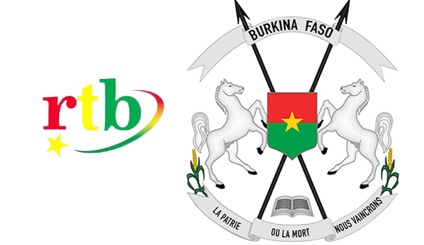 rtb
BURKINA FASO
LA PATRIE
OU LA MORT
NOUS VAINCRONS